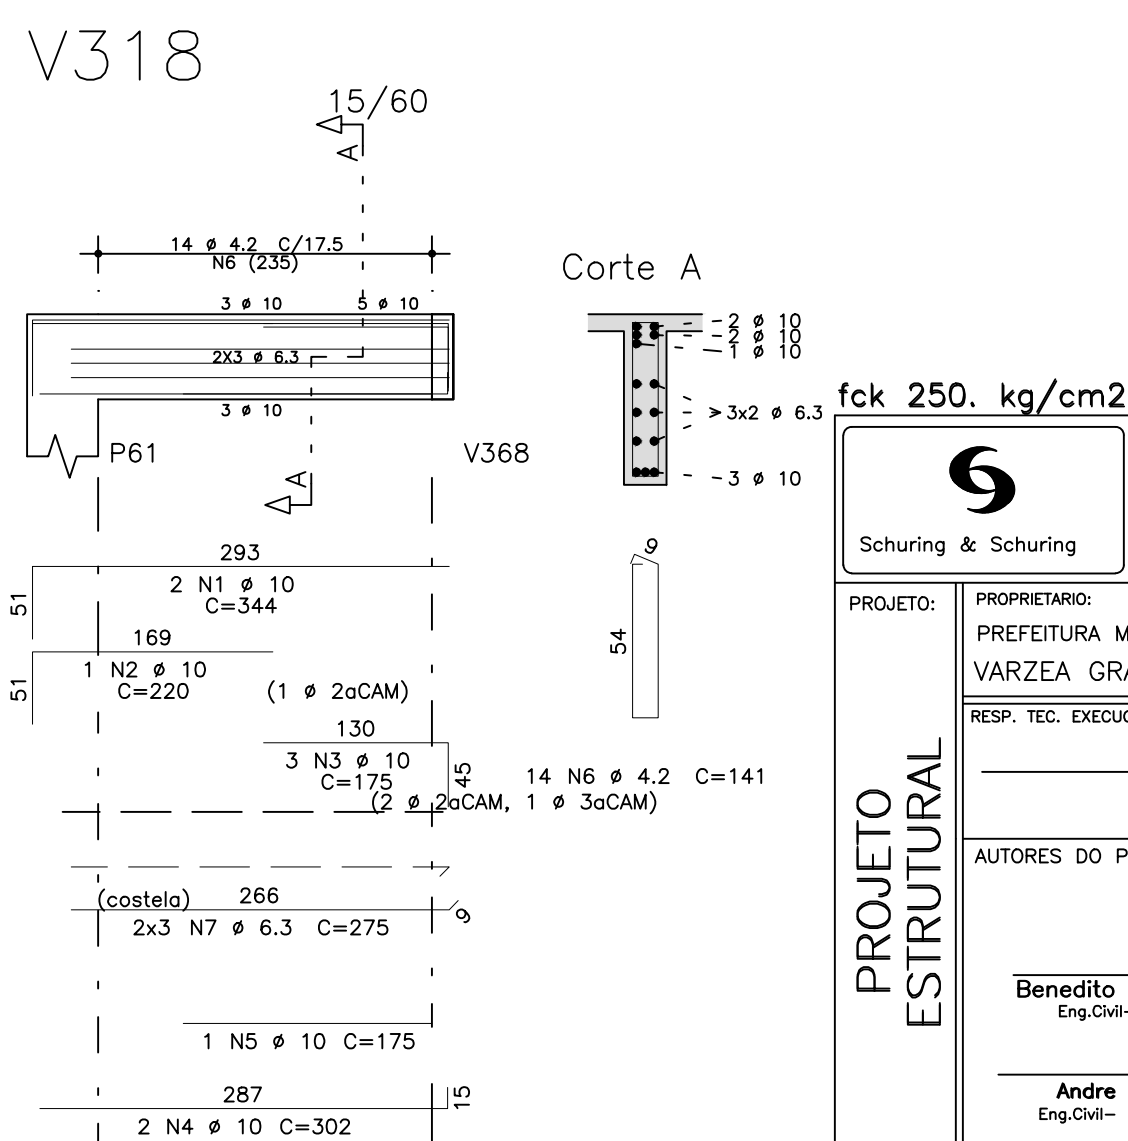 V318
15/60
A
14 ø 4.2 C/17.5
N6 (235)
3 ø 10
5 ø 10
2X3 ø 6.3
3 ø 10
P61
V368
A
Corte A
2 ø 10
2 ø 10
1 ø 10
3x2 ø 6.3
3 ø 10
293
2 N1 ø 10
C=344
51
169
1 N2 ø 10
C=220
51
(1 ø 2aCAM)
130
3 N3 ø 10
C=175
45
(2 ø 2aCAM, 1 ø 3aCAM)
9
54
14 N6 ø 4.2 C=141
(costela)
266
9
2x3 N7 ø 6.3 C=275
1 N5 ø 10 C=175
287
15
2 N4 ø 10 C=302
fck 250. kg/cm2
Schuring & Schuring
PROJETO:
PROJETO
ESTRUTURAL
PROPRIETARIO:
PREFEITURA M
VARZEA GRA
RESP. TEC. EXECUC
AUTORES DO P
Benedito
Eng.Civil-
Andre
Eng.Civil-